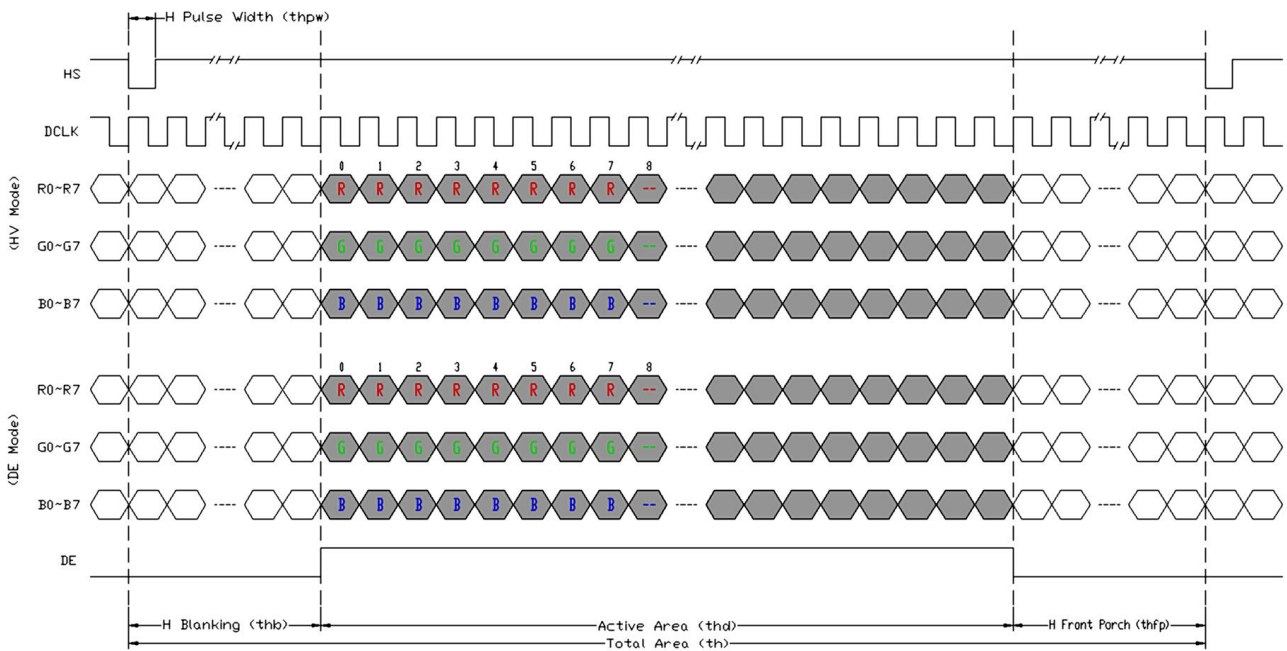 H Pulse Width (thpw)
HS
DCLK
0 1 2 3 4 5 6 7 8
(HV Mode)
R0~R7 ---- R R R R R R R R -- ---- ----
G0~G7 ---- G G G G G G G G -- ---- ----
B0~B7 ---- B B B B B B B B -- ---- ----
0 1 2 3 4 5 6 7 8
(DE Mode)
R0~R7 ---- R R R R R R R R -- ---- ----
G0~G7 ---- G G G G G G G G -- ---- ----
B0~B7 ---- B B B B B B B B -- ---- ----
DE
H Blanking (thb) Active Area (thd) H Front Porch (thfp)
Total Area (th)